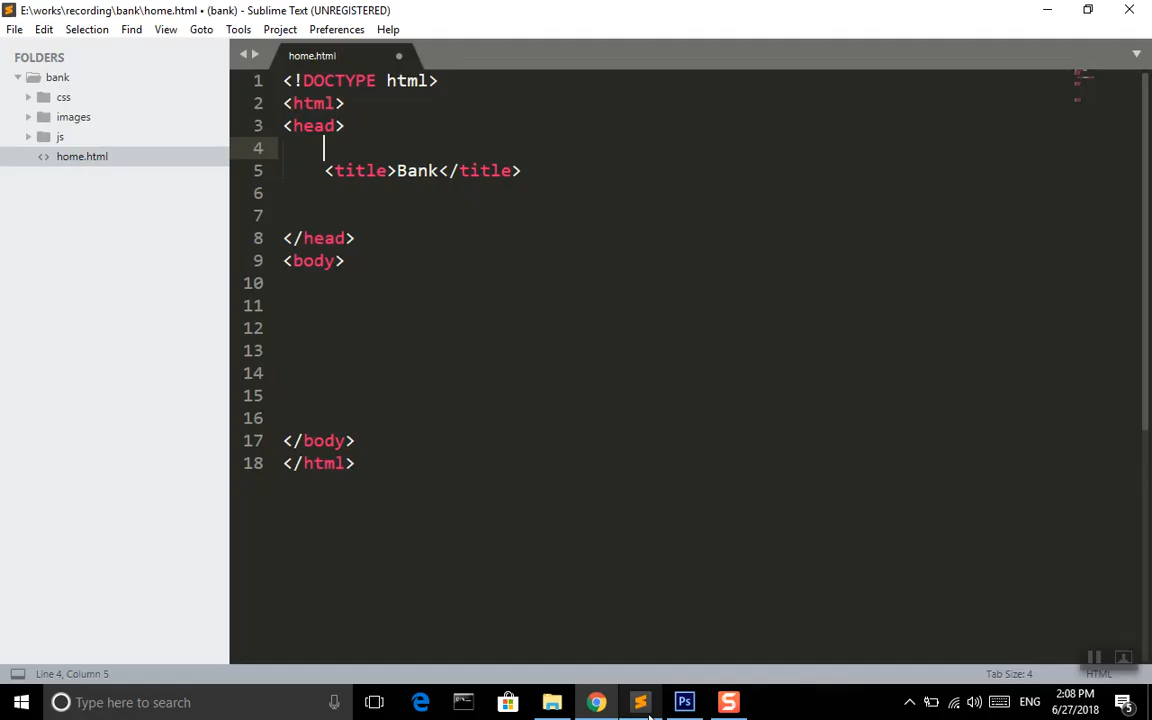 E:\works\recording\bank\home.html • (bank) - Sublime Text (UNREGISTERED)
File Edit Selection Find View Goto Tools Project Preferences Help
FOLDERS
bank
css
images
js
<> home.html
home.html
1 <!DOCTYPE html>
2 <html>
3 <head>
4
5 <title>Bank</title>
6
7
8 </head>
9 <body>
10
11
12
13
14
15
16
17 </body>
18 </html>
Line 4, Column 5
Tab Size: 4
HTML
Type here to search
Ps
S
ENG
2:08 PM
6/27/2018
5